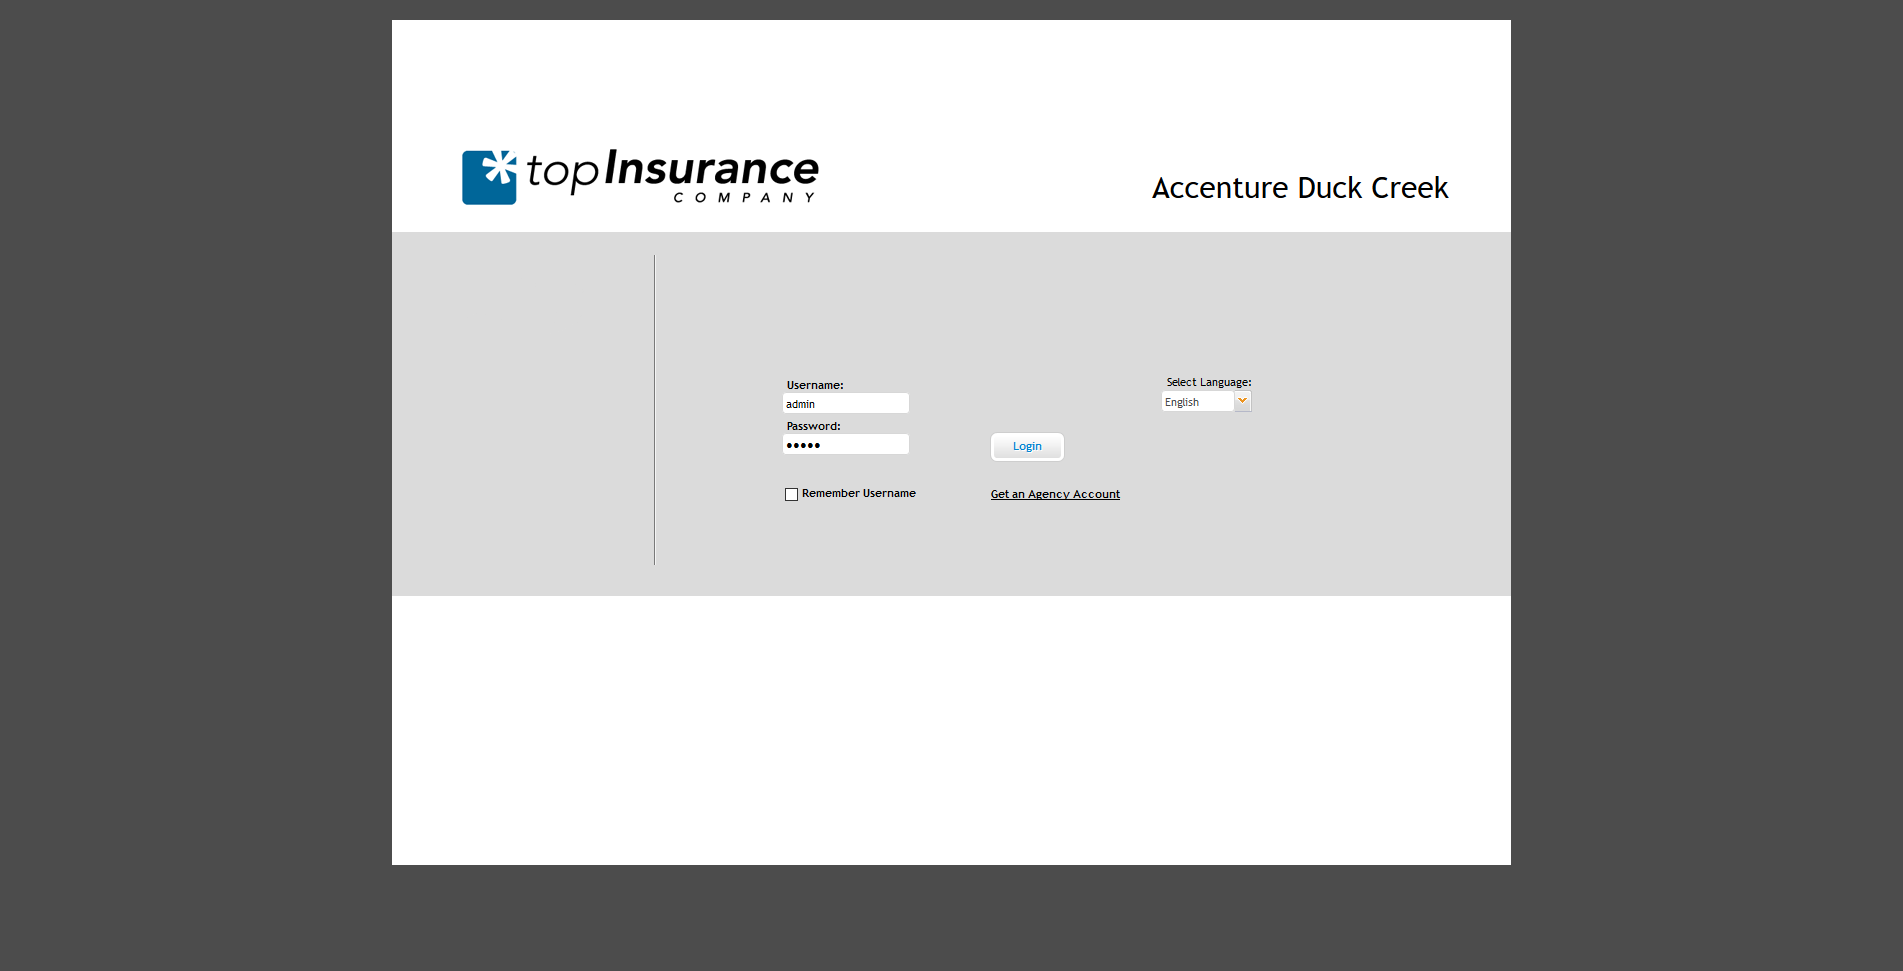 topInsurance
COMPANY
Accenture Duck Creek
Username:
admin
Password:
•••••
Login
Select Language:
English
Remember Username
Get an Agency Account